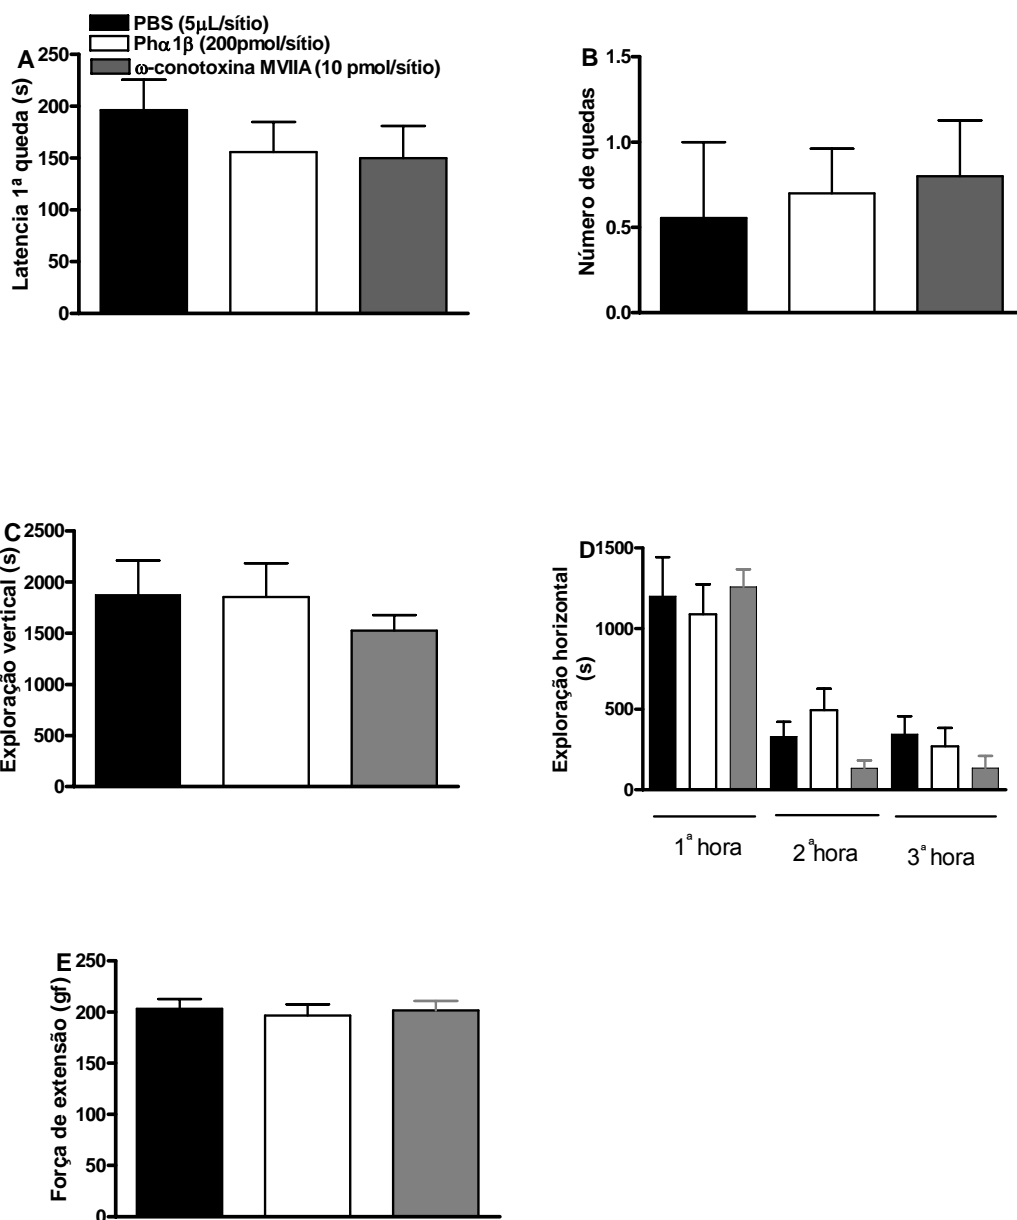 PBS (5μL/sítio)
Phα1β (200pmol/sítio)
ω-conotoxina MVIIA (10 pmol/sítio)
A
Latencia 1ª queda (s)
250
200
150
100
50
0
B
Número de quedas
1.5
1.0
0.5
0.0
C
Exploração vertical (s)
2500
2000
1500
1000
500
0
D
Exploração horizontal
(s)
1500
1000
500
0
1ª hora
2ª hora
3ª hora
E
Força de extensão (gf)
250
200
150
100
50
0